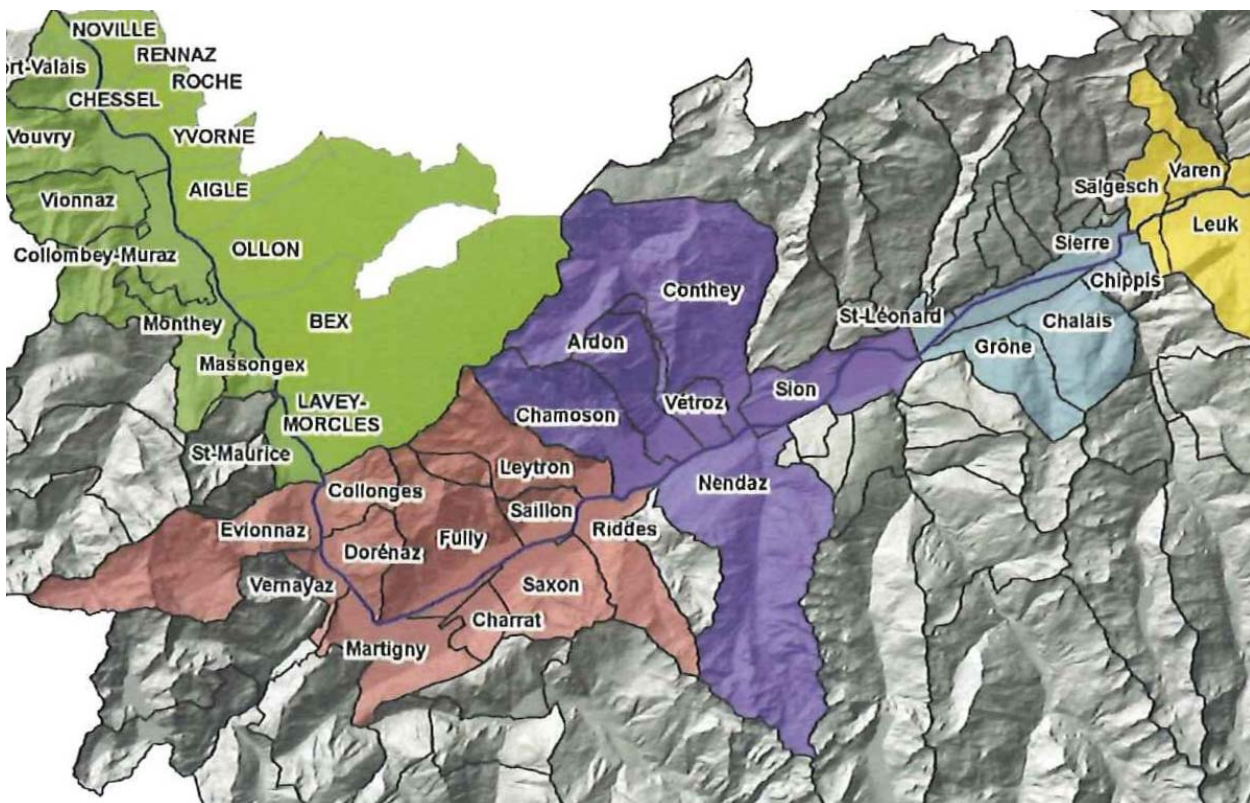 NOVILLE
RENNAZ
ort-Valais
ROCHE
CHESSEL
Vouvry
YVORNE
AIGLE
Vionnaz
OLLON
Collombey-Muraz
BEX
Monthey
Massongex
LAVEY-
MORCLES
St-Maurice
Collonges
Evionnaz
Dorénaz
Vernayaz
Fully
Leytron
Saillon
Riddes
Saxon
Charrat
Martigny
Conthey
Ardon
Chamoson
Vétroz
Sion
Nendaz
St-Léonard
Sierre
Chippis
Chalais
Grône
Salgesch
Varen
Leuk